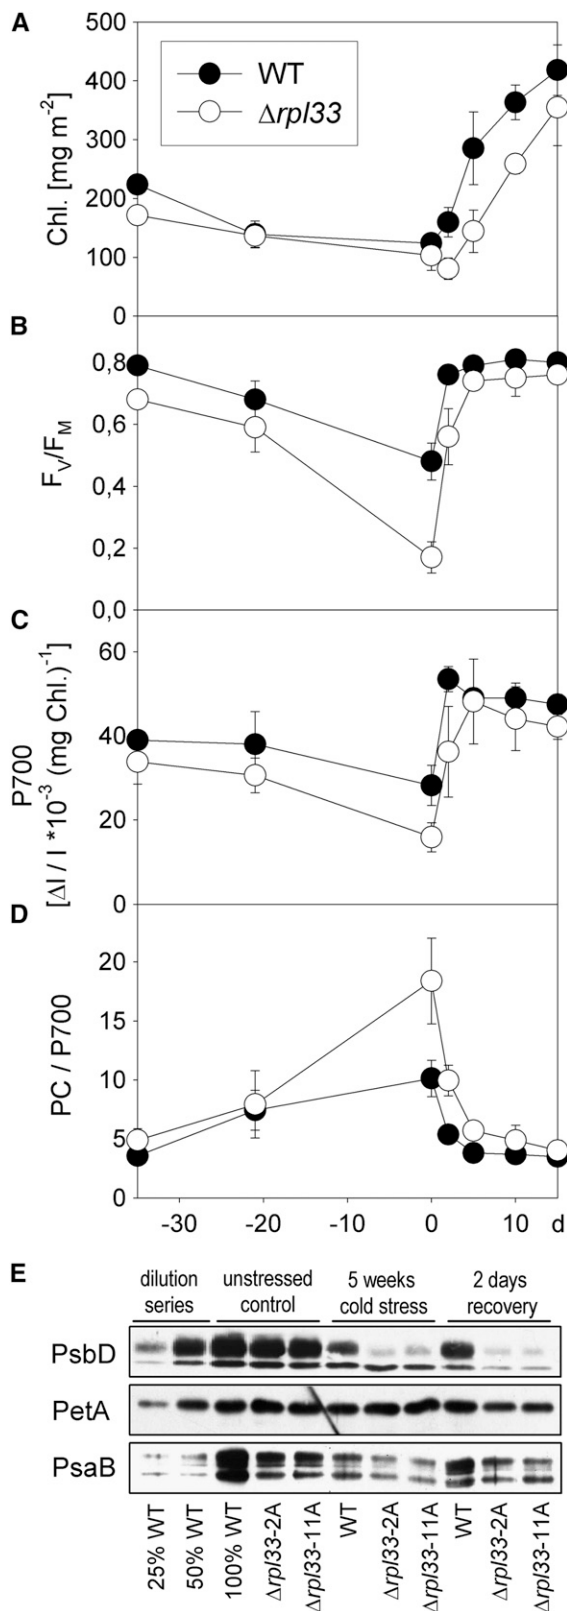 A
500
400
300
200
100
0
Chl. [mg m-2]
WT
Δrpl33
B
0,8
0,6
0,4
0,2
0,0
FV/FM
C
60
40
20
0
P700
[ΔI / I *10-3 (mg Chl.)-1]
D
20
15
10
5
0
PC / P700
-30 -20 -10 0 10 d
E
dilution series
unstressed control
5 weeks cold stress
2 days recovery
PsbD
PetA
PsaB
25% WT
50% WT
100% WT
Δrpl33-2A
Δrpl33-11A
WT
Δrpl33-2A
Δrpl33-11A
WT
Δrpl33-2A
Δrpl33-11A